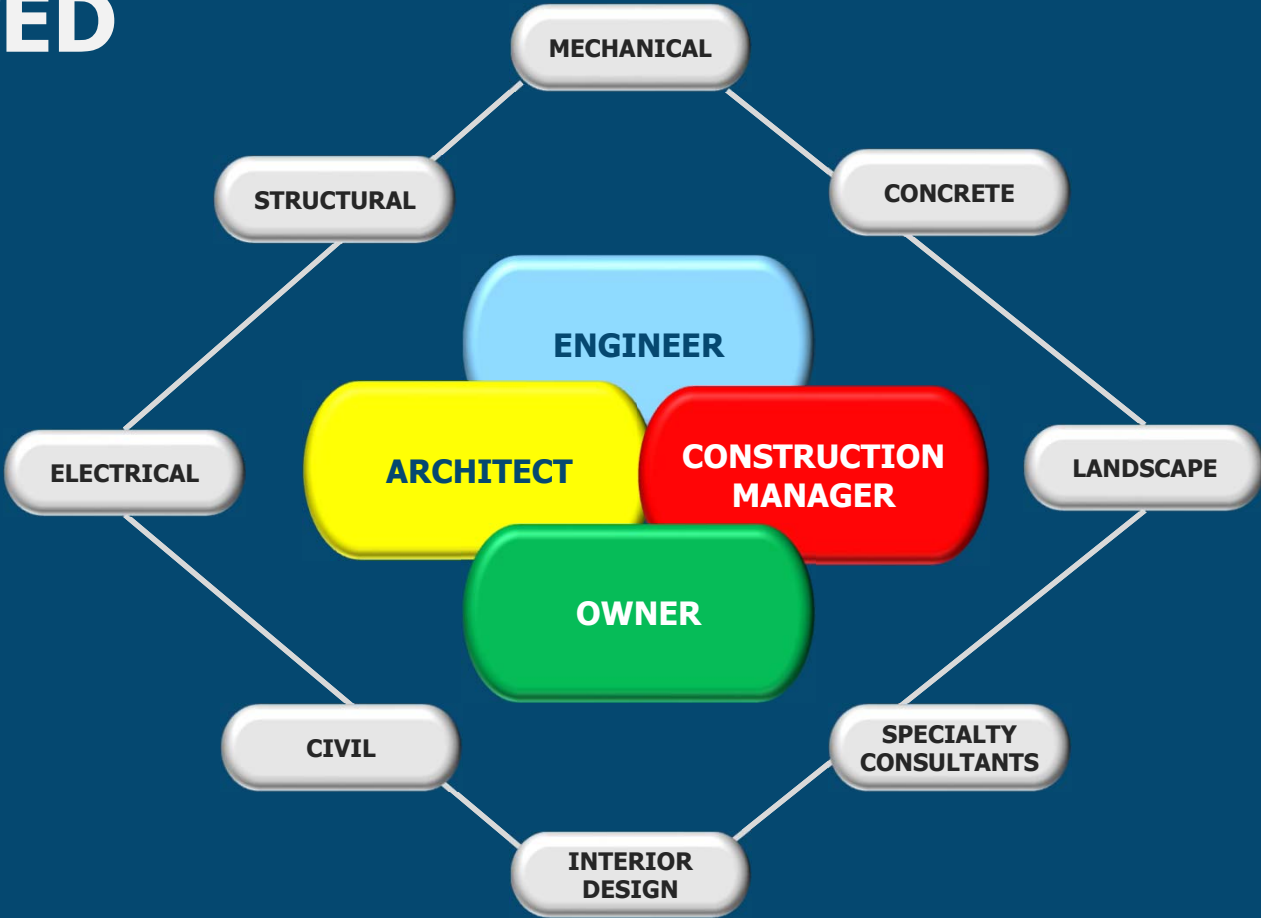 ED
MECHANICAL
STRUCTURAL
CONCRETE
ENGINEER
ELECTRICAL
ARCHITECT
CONSTRUCTION
MANAGER
LANDSCAPE
OWNER
CIVIL
SPECIALTY
CONSULTANTS
INTERIOR
DESIGN